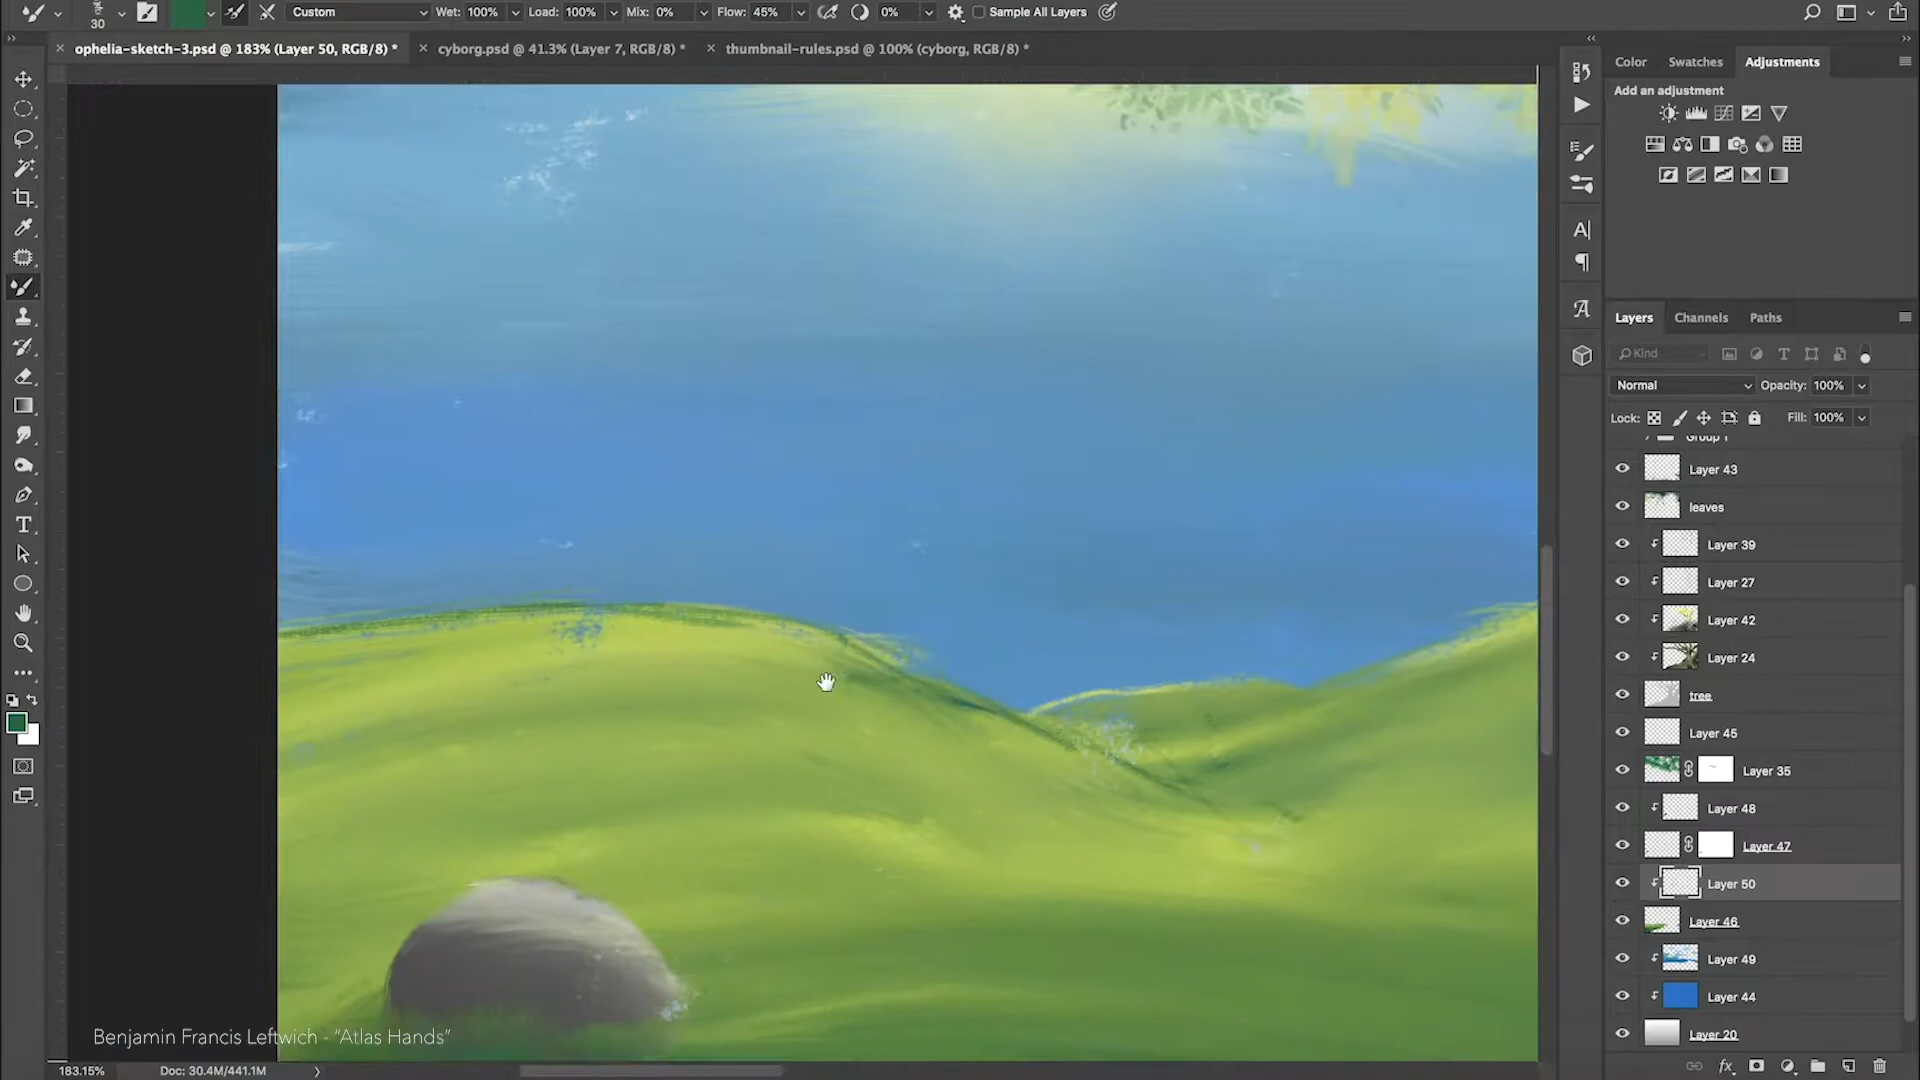 Custom Wet: 100% Load: 100% Mix: 0% Flow: 45% 0% Sample All Layers
30
ophelia-sketch-3.psd @ 183% (Layer 50, RGB/8) * cyborg.psd @ 41.3% (Layer 7, RGB/8) * thumbnail-rules.psd @ 100% (cyborg, RGB/8) *
Color Swatches Adjustments
Add an adjustment
Layers Channels Paths
Kind
Normal Opacity: 100%
Lock: Fill: 100%
Group 1
Layer 43
leaves
Layer 39
Layer 27
Layer 42
Layer 24
tree
Layer 45
Layer 35
Layer 48
Layer 47
Layer 50
Layer 46
Layer 49
Layer 44
Layer 20
Benjamin Francis Leftwich - “Atlas Hands”
183.15% Doc: 30.4M/441.1M